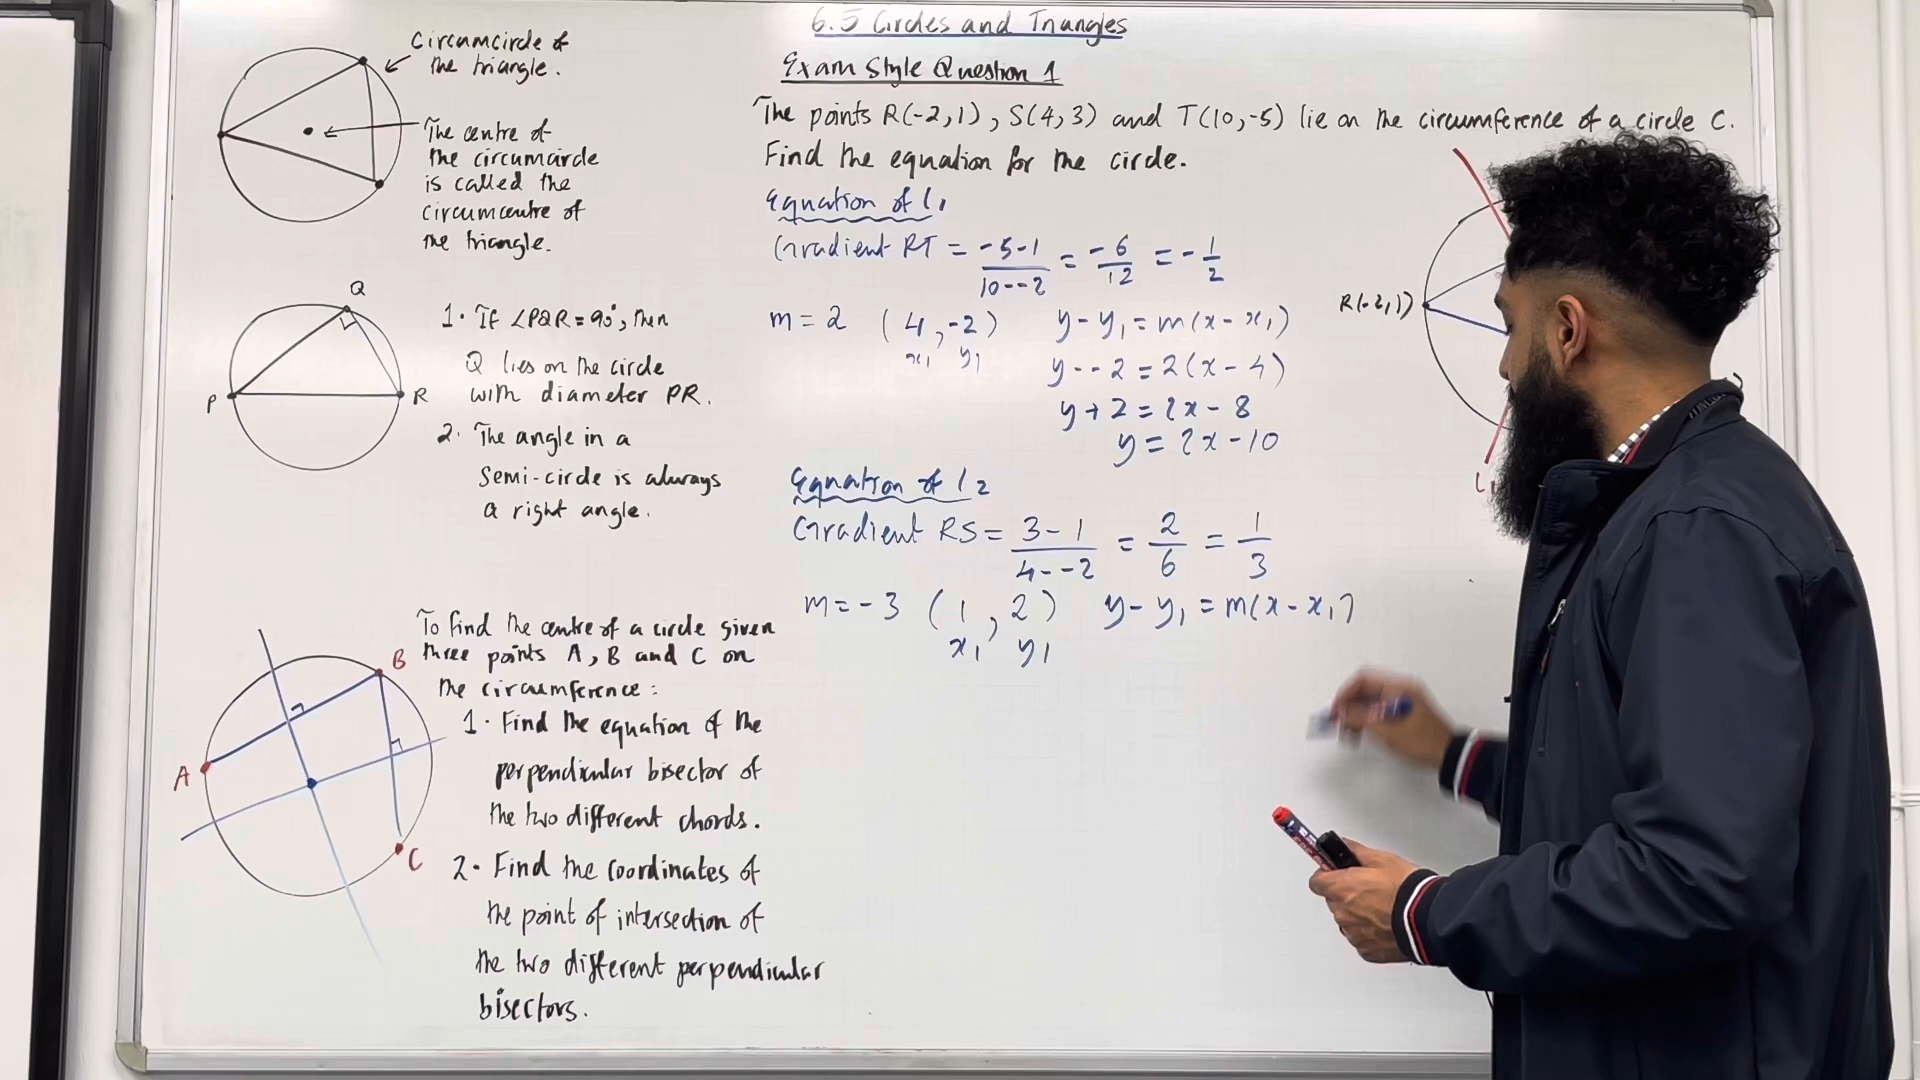 6.5 Circles and Triangles
Exam Style Question 1
The points R(-2,1), S(4,3) and T(10,-5) lie on the circumference of a circle C.
Find the equation for the circle.
Equation of l₁
Gradient RT = -5-1/10--2 = -6/12 = -1/2
m = 2 (4,-2) y-y₁ = m(x-x₁)
x₁ y₁
y--2 = 2(x-4)
y+2 = 2x-8
y = 2x-10
Equation of l₂
Gradient RS = 3-1/4--2 = 2/6 = 1/3
m = -3 (1, 2) y-y₁ = m(x-x₁)
x₁ y₁
Circumcircle of
the triangle.
The centre of
the circumcircle
is called the
circumcentre of
the triangle.
Q
P
R
1. If ∠PQR = 90°, then
Q lies on the circle
with diameter PR.
2. The angle in a
semi-circle is always
a right angle.
To find the centre of a circle given
three points A, B and C on
the circumference:
1. Find the equation of the
perpendicular bisector of
the two different chords.
2. Find the coordinates of
the point of intersection of
the two different perpendicular
bisectors.
A
B
C
R(-2,1)